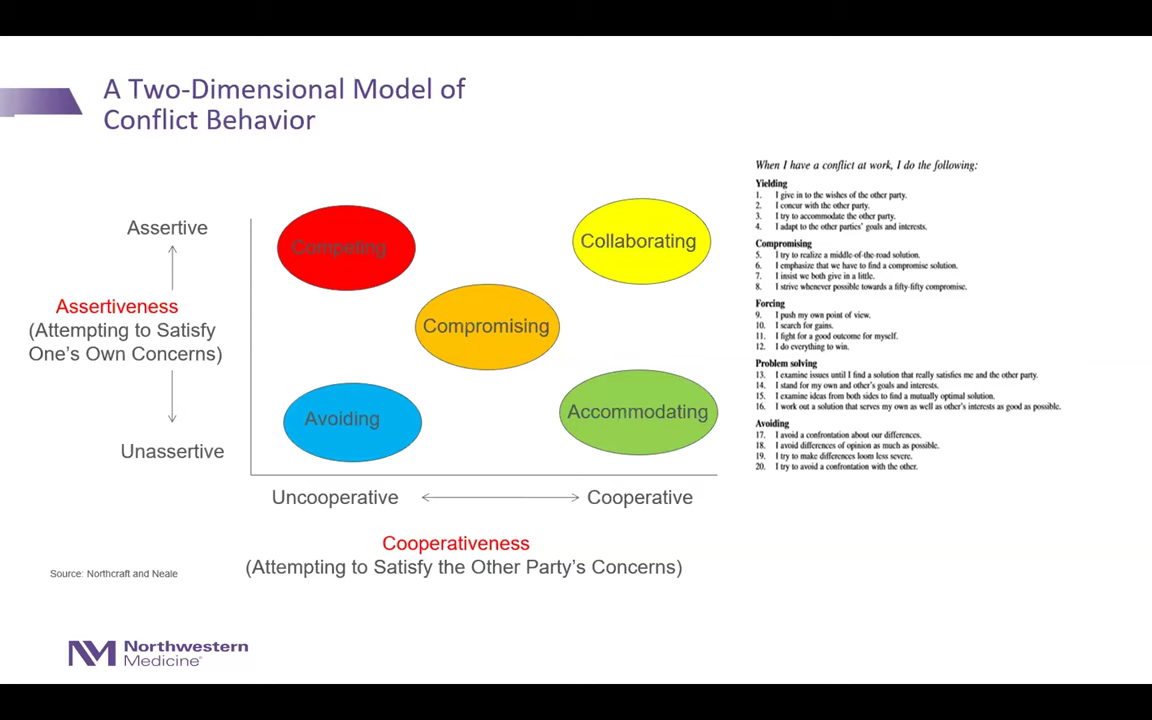 A Two-Dimensional Model of
Conflict Behavior
Assertive
Assertiveness
(Attempting to Satisfy
One's Own Concerns)
Unassertive
Competing
Collaborating
Compromising
Avoiding
Accommodating
Uncooperative
Cooperative
Cooperativeness
(Attempting to Satisfy the Other Party's Concerns)
When I have a conflict at work, I do the following:
Yielding
1. I give in to the wishes of the other party.
2. I concur with the other party.
3. I try to accommodate the other party.
4. I adapt to the other parties' goals and interests.
Compromising
5. I try to realize a middle-of-the-road solution.
6. I emphasize that we have to find a compromise solution.
7. I insist we both give in a little.
8. I strive whenever possible towards a fifty-fifty compromise.
Forcing
9. I push my own point of view.
10. I search for gains.
11. I fight for a good outcome for myself.
12. I do everything to win.
Problem solving
13. I examine issues until I find a solution that really satisfies me and the other party.
14. I stand for my own and other's goals and interests.
15. I examine ideas from both sides to find a mutually optimal solution.
16. I work out a solution that serves my own as well as other's interests as good as possible.
Avoiding
17. I avoid a confrontation about our differences.
18. I avoid differences of opinion as much as possible.
19. I try to make differences loom less severe.
20. I try to avoid a confrontation with the other.
Source: Northcraft and Neale
Northwestern
Medicine®